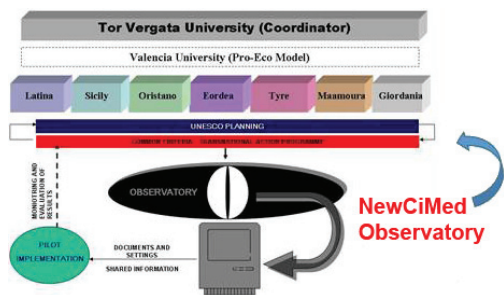 Tor Vergata University (Coordinator)
Valencia University (Pro-Eco Model)
Latina Sicily Oristano Eordea Tyre Maamoura Giordania
UNESCO PLANNING
OBSERVATORY
NewCiMed
Observatory
MONIOTRING AND
EVALUATION OF
RESULTS
PILOT
IMPLEMENTATION
DOCUMENTS AND
SETTINGS
SHARED INFORMATION